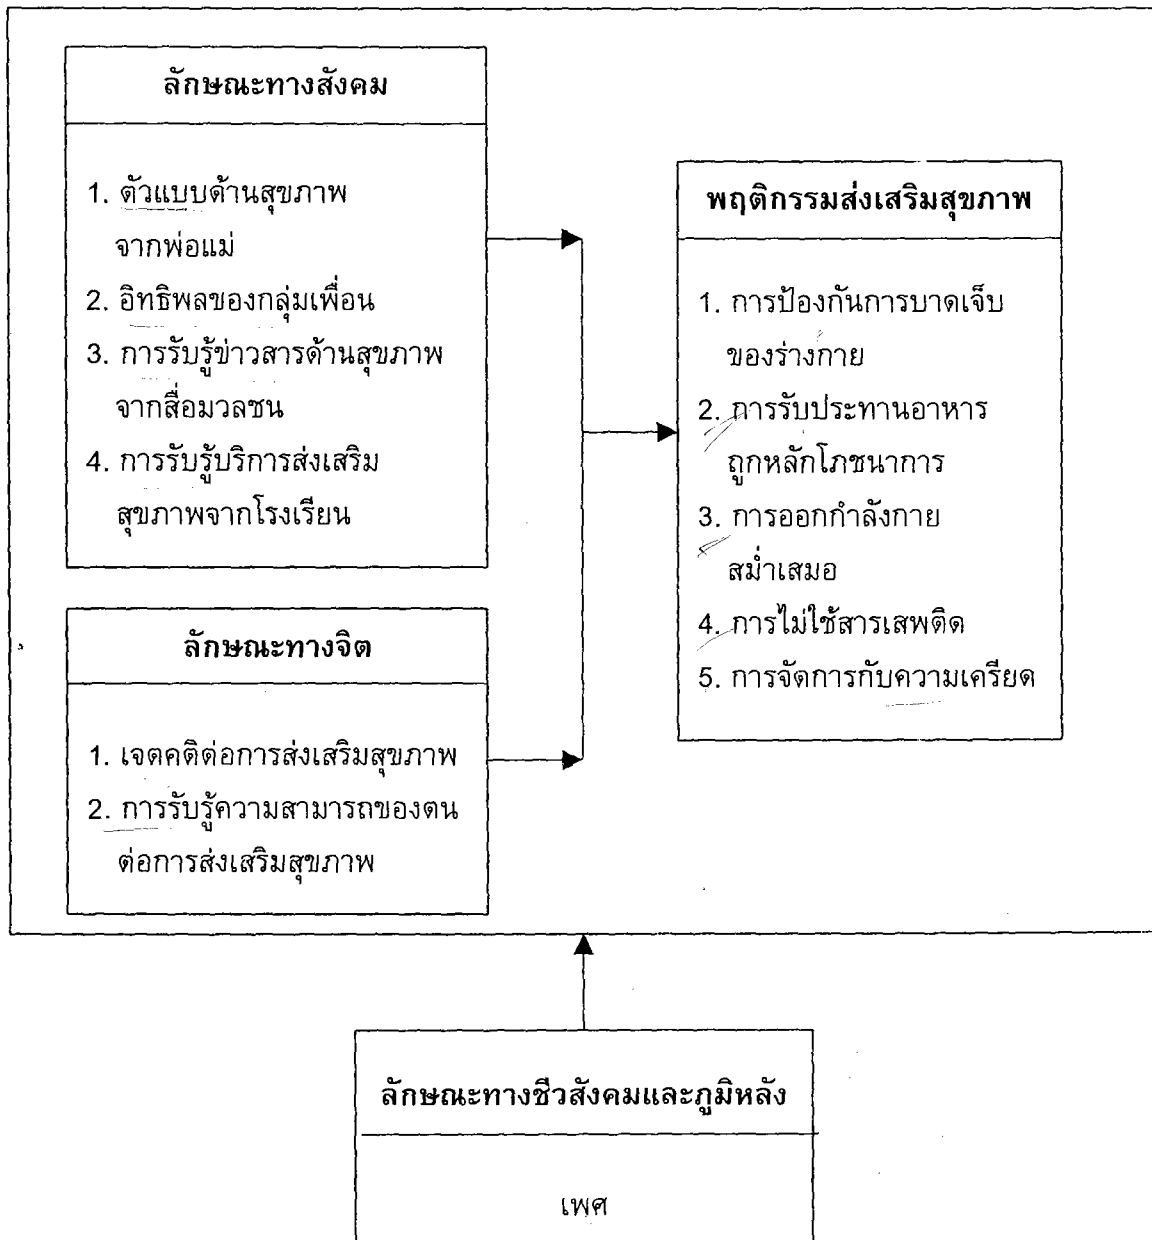 ลักษณะทางสังคม
1. ตัวแบบด้านสุขภาพ
จากพ่อแม่
2. อิทธิพลของกลุ่มเพื่อน
3. การรับรู้ข่าวสารด้านสุขภาพ
จากสื่อมวลชน
4. การรับรู้บริการส่งเสริม
สุขภาพจากโรงเรียน
ลักษณะทางจิต
1. เจตคติต่อการส่งเสริมสุขภาพ
2. การรับรู้ความสามารถของตน
ต่อการส่งเสริมสุขภาพ
พฤติกรรมส่งเสริมสุขภาพ
1. การป้องกันการบาดเจ็บ
ของร่างกาย
2. การรับประทานอาหาร
ถูกหลักโภชนาการ
3. การออกกำลังกาย
สม่ำเสมอ
4. การไม่ใช้สารเสพติด
5. การจัดการกับความเครียด
ลักษณะทางชีวสังคมและภูมิหลัง
เพศ